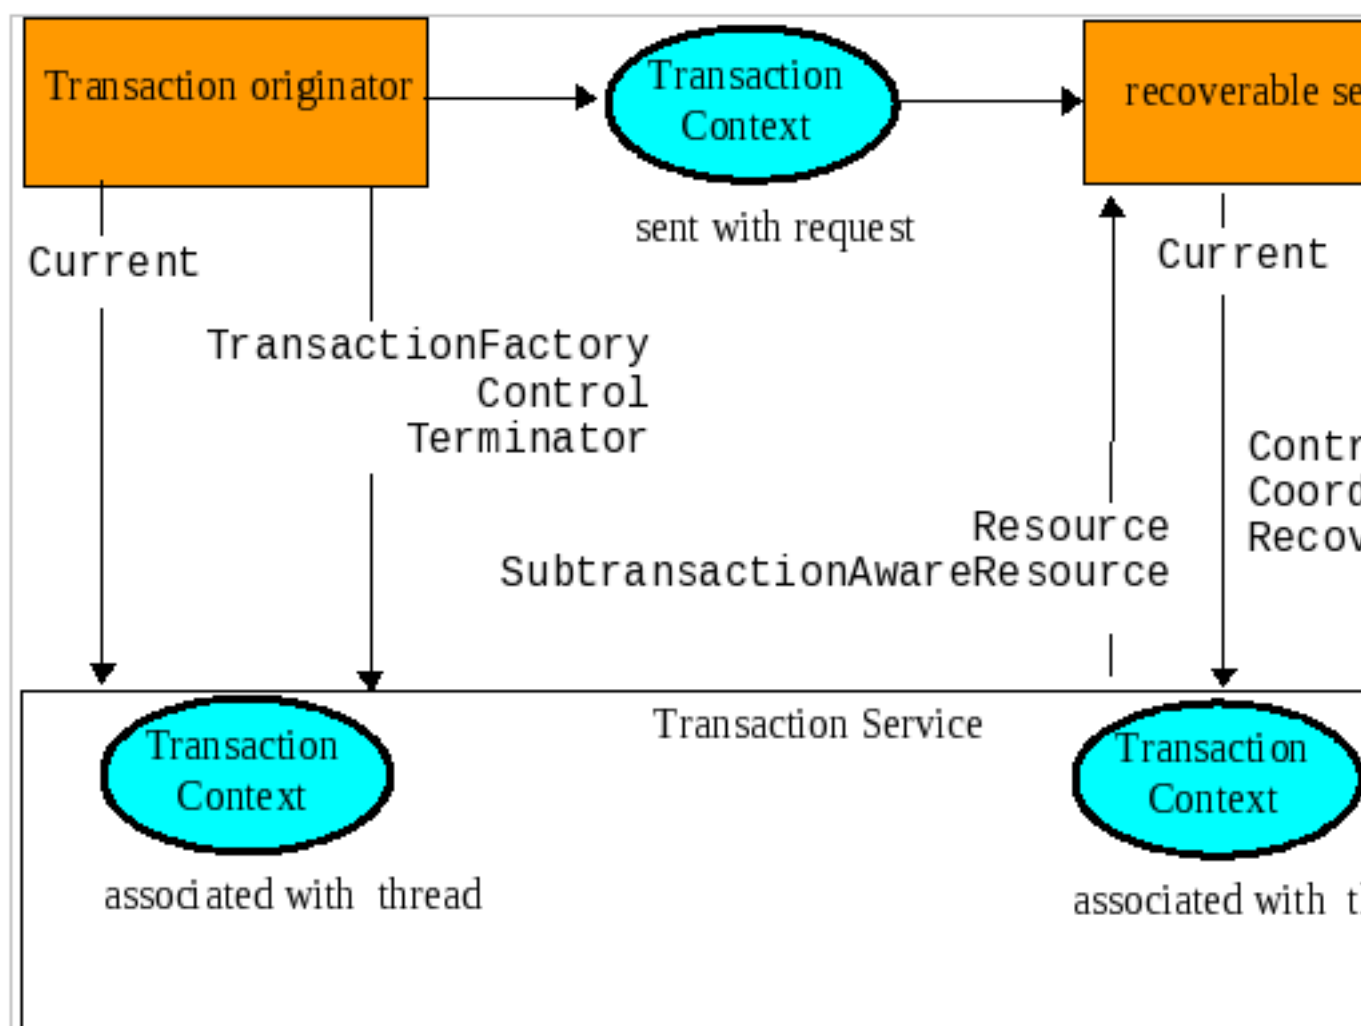 Transaction originator
Transaction
Context
recoverable
sent with request
Current
Current
TransactionFactory
Control
Terminator
Resource
SubtransactionAwareResource
Transaction Service
Transaction
Context
Transaction
Context
associated with thread
associated with